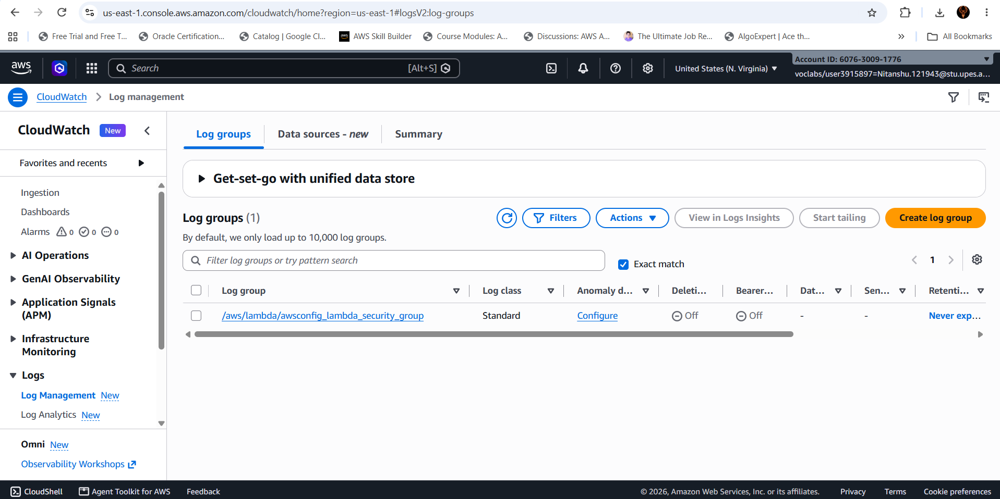 us-east-1.console.aws.amazon.com/cloudwatch/home?region=us-east-1#logsV2:log-groups
Free Trial and Free T...
Oracle Certification...
Catalog | Google Cl...
aws
AWS Skill Builder
Course Modules: A...
Discussions: AWS A...
The Ultimate Job Re...
AlgoExpert | Ace th...
All Bookmarks
aws
Search
[Alt+S]
United States (N. Virginia)
Account ID: 6076-3009-1776
voclabs/user3915897=Nitanshu.121943@stu.upes.a...
CloudWatch
Log management
CloudWatch
New
Favorites and recents
Ingestion
Dashboards
Alarms
0
0
0
AI Operations
GenAI Observability
Application Signals
(APM)
Infrastructure
Monitoring
Logs
Log Management
New
Log Analytics
New
Omni
New
Observability Workshops
Log groups
Data sources - new
Summary
Get-set-go with unified data store
Log groups (1)
By default, we only load up to 10,000 log groups.
Filters
Actions
View in Logs Insights
Start tailing
Create log group
Filter log groups or try pattern search
Exact match
1
Log group
Log class
Anomaly d...
Deleti...
Bearer...
Dat...
Sen...
Retenti...
/aws/lambda/awsconfig_lambda_security_group
Standard
Configure
Off
Off
-
-
Never exp...
CloudShell
Agent Toolkit for AWS
Feedback
© 2026, Amazon Web Services, Inc. or its affiliates.
Privacy
Terms
Cookie preferences